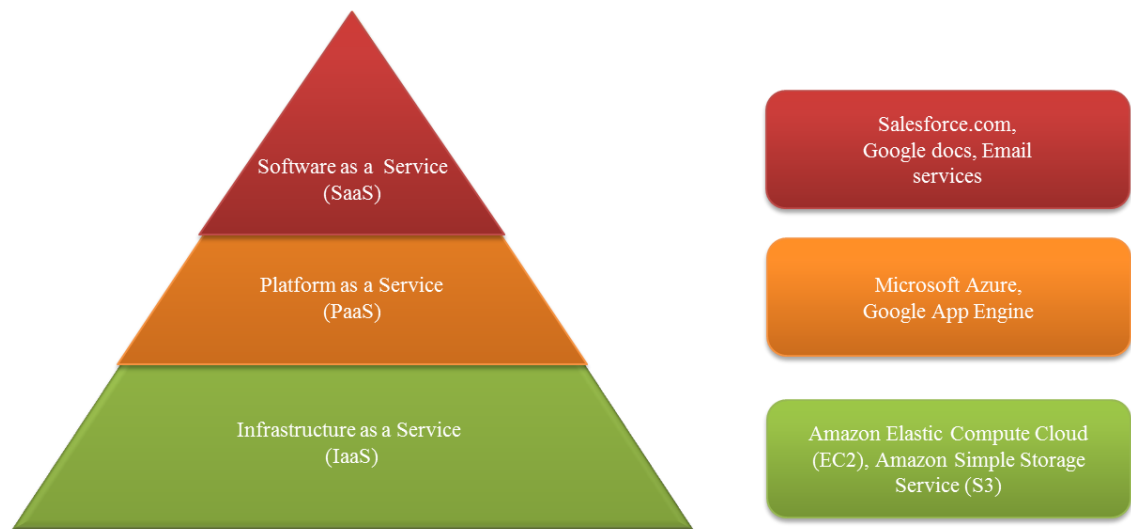 Software as a Service
(SaaS)
Salesforce.com,
Google docs, Email
services
Platform as a Service
(PaaS)
Microsoft Azure,
Google App Engine
Infrastructure as a Service
(IaaS)
Amazon Elastic Compute Cloud
(EC2), Amazon Simple Storage
Service (S3)